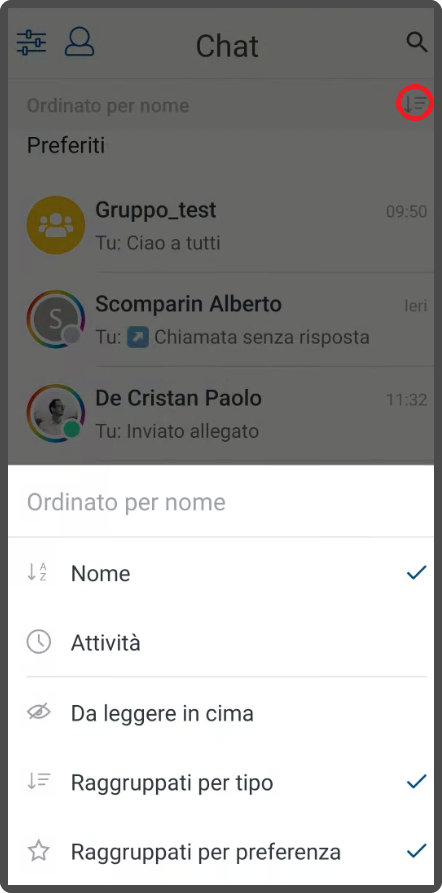 Chat
Ordinato per nome
Preferiti
Gruppo_test 09:50
Tu: Ciao a tutti
S
Scomparin Alberto Ieri
Tu: Chiamata senza risposta
De Cristan Paolo 11:32
Tu: Inviato allegato
Ordinato per nome
AZ Nome
Attività
Da leggere in cima
Raggruppati per tipo
Raggruppati per preferenza